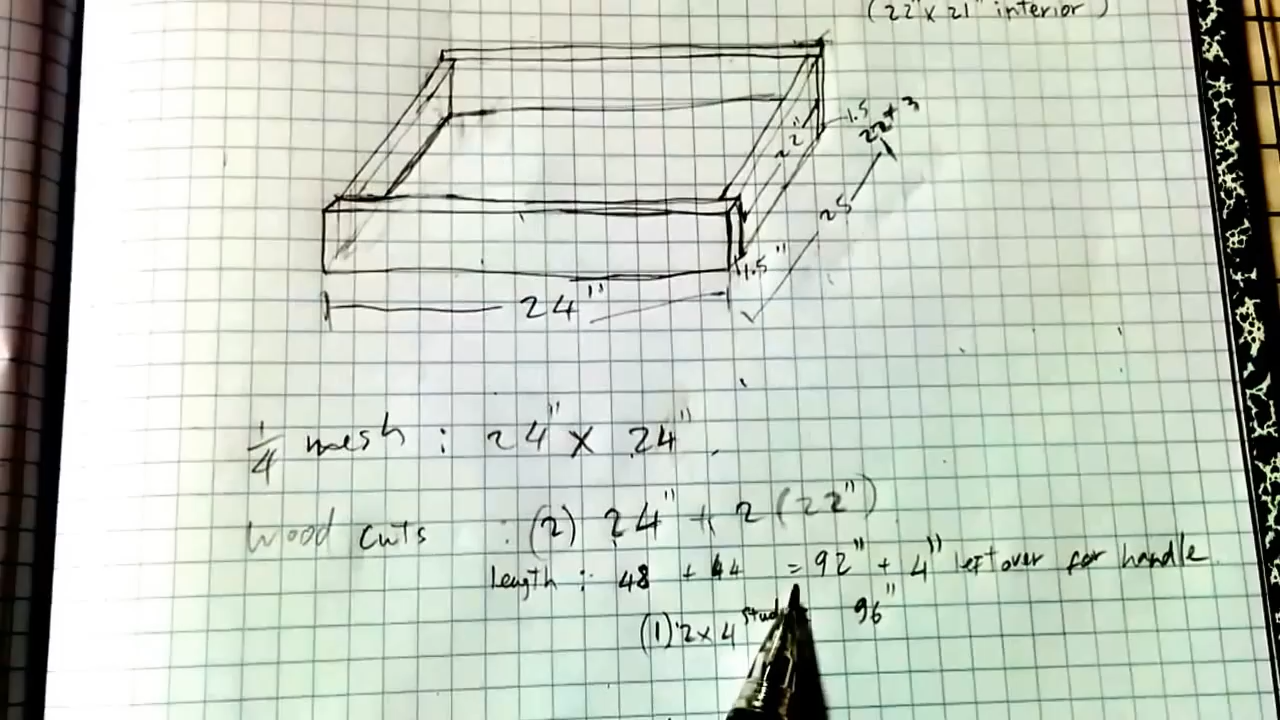 (22" x 21" interior)
1.5
22+3
22"
25
1.5"
24"
1/4 mesh : 24" x 24".
Wood cuts : (2) 24" + 2 (22")
Length : 48 + 44 = 92" + 4" leftover for handle
(1) 2x4 stud 96"